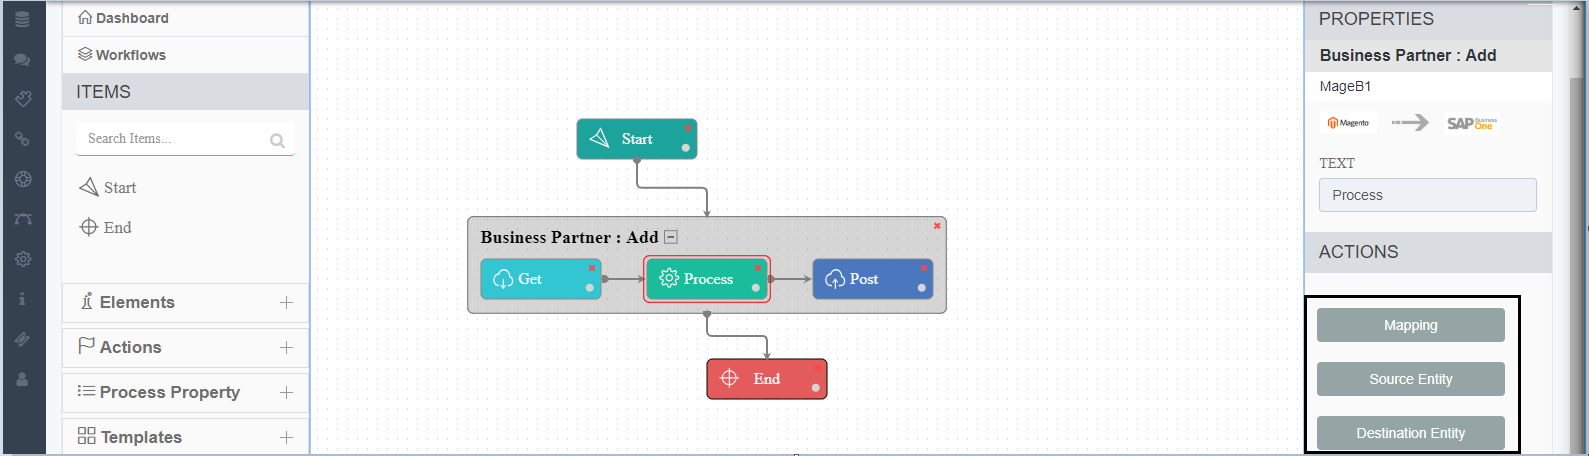 Dashboard
Workflows
ITEMS
Search Items...
Start
End
Elements
Actions
Process Property
Templates
Start
Business Partner : Add
Get
Process
Post
End
PROPERTIES
Business Partner : Add
MageB1
Magento
SAP Business One
TEXT
Process
ACTIONS
Mapping
Source Entity
Destination Entity